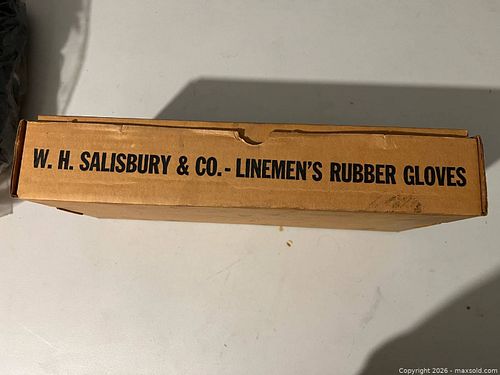 W. H. SALISBURY & CO. - LINEMEN'S RUBBER GLOVES
Copyright 2026 - maxsold.com